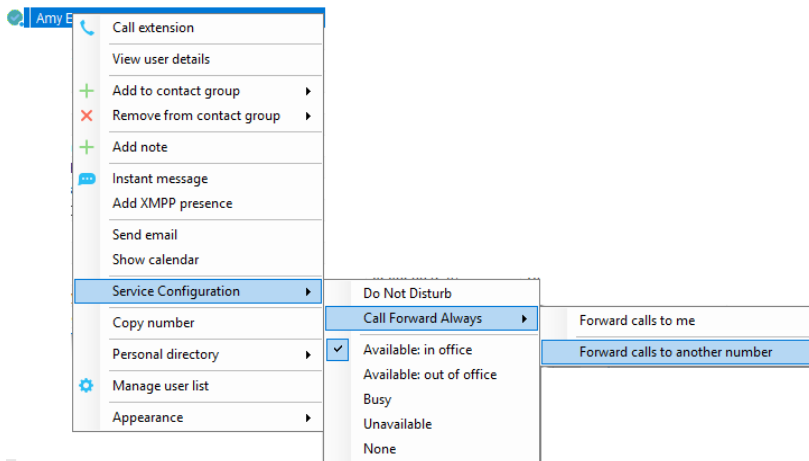 Amy E
Call extension
View user details
Add to contact group
Remove from contact group
Add note
Instant message
Add XMPP presence
Send email
Show calendar
Service Configuration
Copy number
Personal directory
Manage user list
Appearance
Do Not Disturb
Call Forward Always
Available: in office
Available: out of office
Busy
Unavailable
None
Forward calls to me
Forward calls to another number